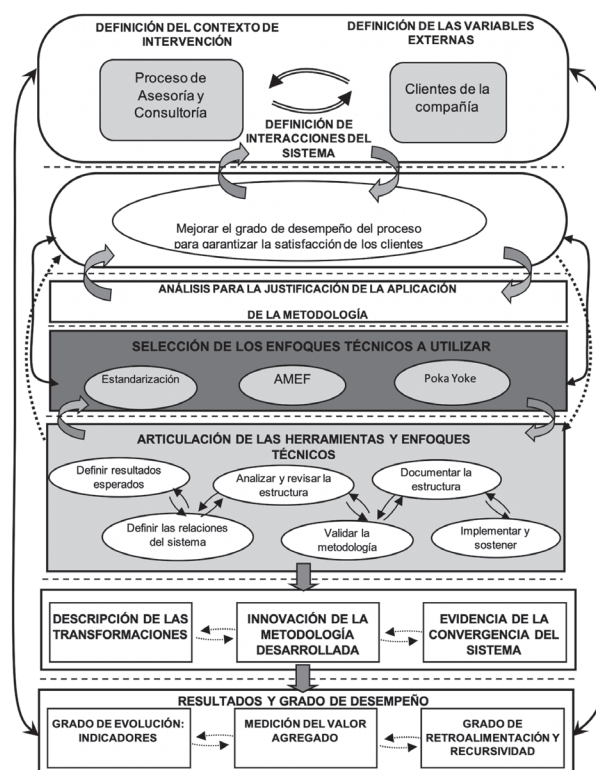 DEFINICIÓN DEL CONTEXTO DE
INTERVENCIÓN
DEFINICIÓN DE LAS VARIABLES
EXTERNAS
Proceso de
Asesoría y
Consultoría
Clientes de la
compañía
DEFINICIÓN DE
INTERACCIONES DEL
SISTEMA
Mejorar el grado de desempeño del proceso
para garantizar la satisfacción de los clientes
ANÁLISIS PARA LA JUSTIFICACIÓN DE LA APLICACIÓN
DE LA METODOLOGÍA
SELECCIÓN DE LOS ENFOQUES TÉCNICOS A UTILIZAR
Estandarización
AMEF
Poka Yoke
ARTICULACIÓN DE LAS HERRAMIENTAS Y ENFOQUES
TÉCNICOS
Definir resultados
esperados
Analizar y revisar la
estructura
Documentar la
estructura
Definir las relaciones
del sistema
Validar la
metodología
Implementar y
sostener
DESCRIPCIÓN DE LAS
TRANSFORMACIONES
INNOVACIÓN DE LA
METODOLOGÍA
DESARROLLADA
EVIDENCIA DE LA
CONVERGENCIA DEL
SISTEMA
RESULTADOS Y GRADO DE DESEMPEÑO
GRADO DE EVOLUCIÓN:
INDICADORES
MEDICIÓN DEL VALOR
AGREGADO
GRADO DE
RETROALIMENTACIÓN Y
RECURSIVIDAD